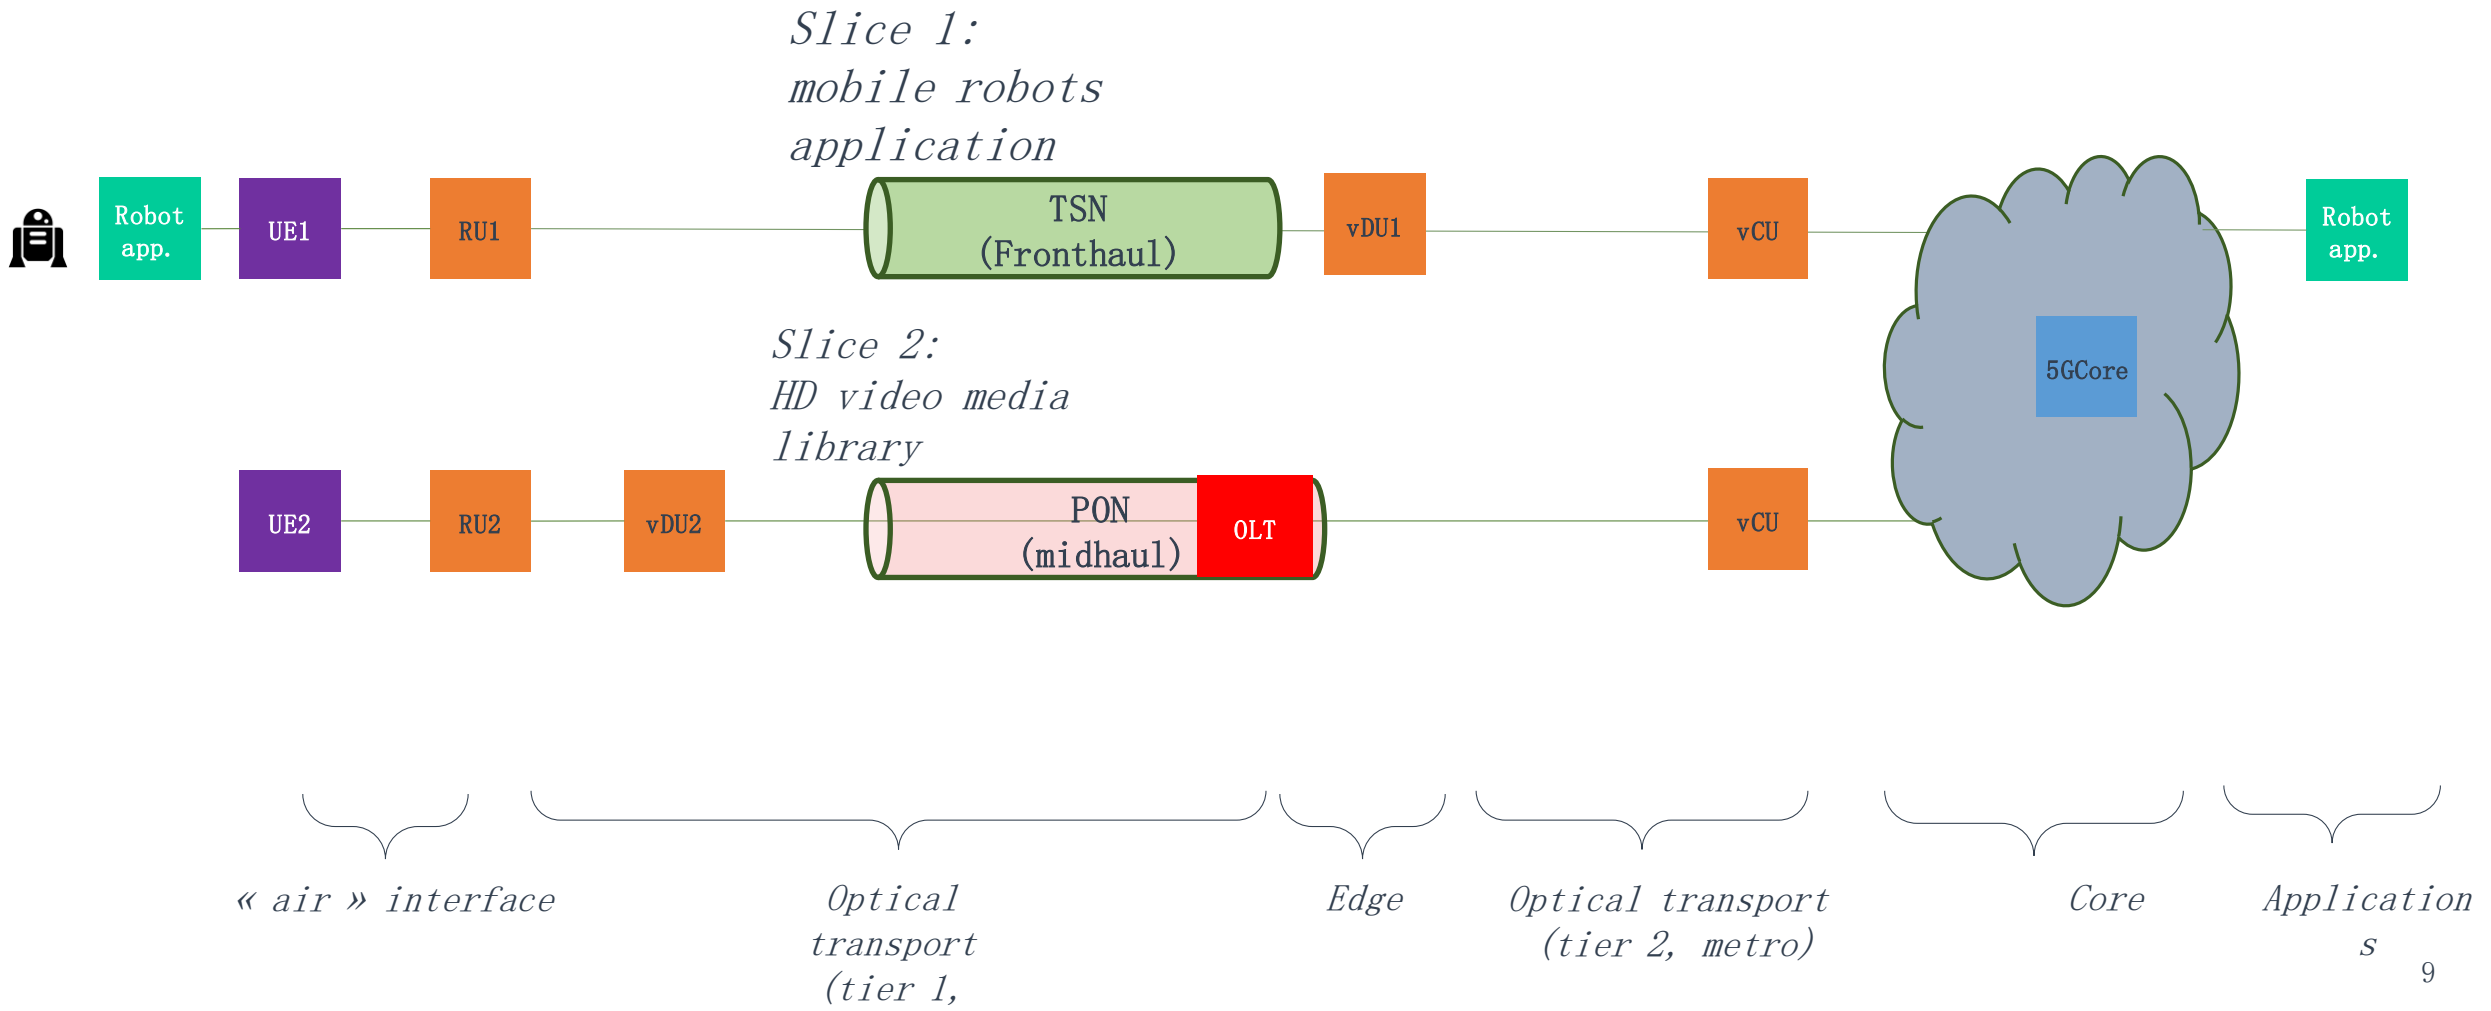 Slice 1:
mobile robots
application
Robot
app.
UE1
RU1
TSN
(Fronthaul)
vDU1
vCU
Robot
app.
5GCore
Slice 2:
HD video media
library
UE2
RU2
vDU2
PON
(midhaul)
OLT
vCU
« air » interface
Optical
transport
(tier 1,
Edge
Optical transport
(tier 2, metro)
Core
Application
s
9